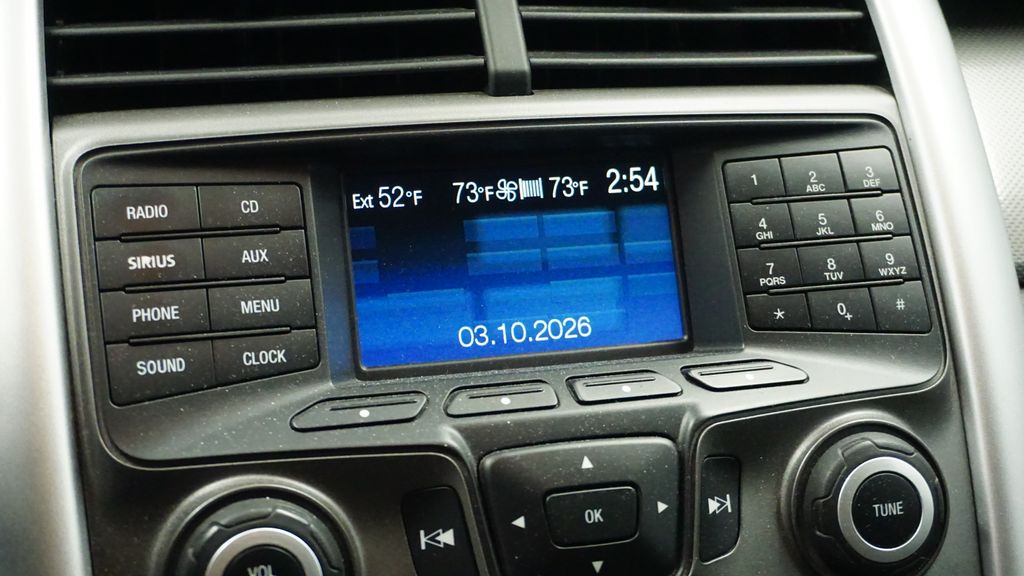 Ext 52°F 73°F 73°F 2:54
03.10.2026
RADIO CD
SIRIUS AUX
PHONE MENU
SOUND CLOCK
1 2 ABC 3 DEF
4 GHI 5 JKL 6 MNO
7 PQRS 8 TUV 9 WXYZ
* 0+ #
OK
TUNE
VOL